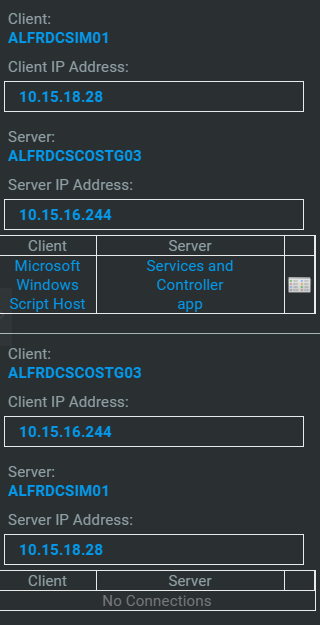 Client:
ALFRDCSIM01
Client IP Address:
10.15.18.28
Server:
ALFRDCSCOSTG03
Server IP Address:
10.15.16.244
Client Server
Microsoft Services and
Windows Controller
Script Host app
Client:
ALFRDCSCOSTG03
Client IP Address:
10.15.16.244
Server:
ALFRDCSIM01
Server IP Address:
10.15.18.28
Client Server
No Connections